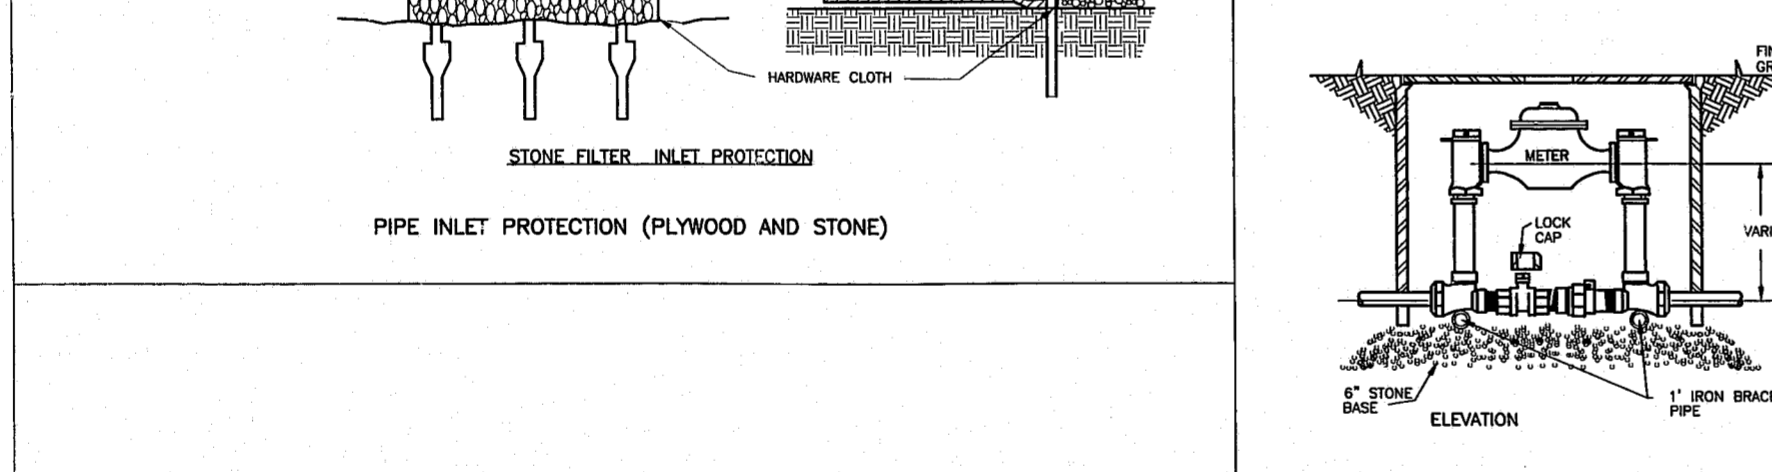 HARDWARE CLOTH
STONE FILTER INLET PROTECTION
PIPE INLET PROTECTION (PLYWOOD AND STONE)
METER
LOCK
CAP
6" STONE
BASE
1' IRON BRACE
PIPE
ELEVATION